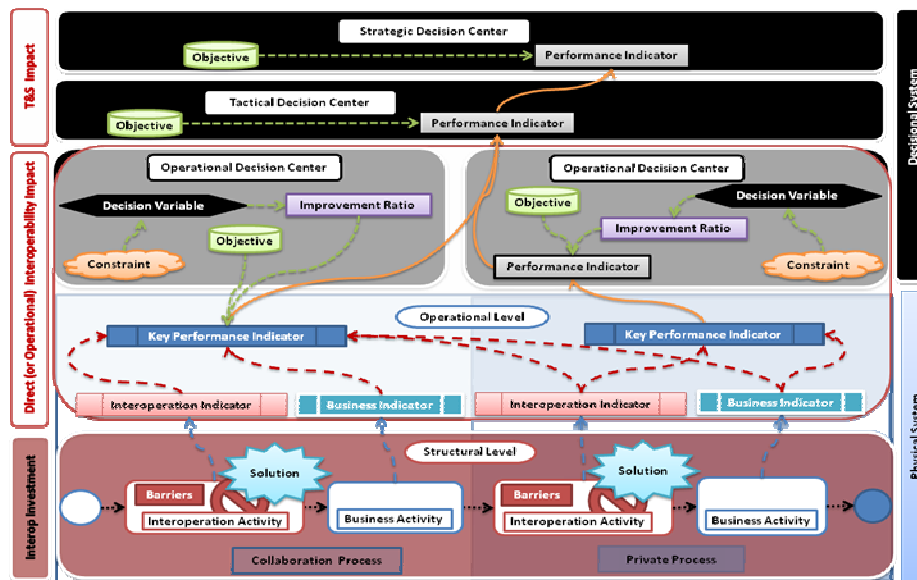 T&S Impact
Strategic Decision Center
Objective
Performance Indicator
Tactical Decision Center
Objective
Performance Indicator
Decisional System
Direct (or Operational) Interoperability Impact
Operational Decision Center
Decision Variable
Improvement Ratio
Objective
Constraint
Operational Decision Center
Objective
Decision Variable
Improvement Ratio
Performance Indicator
Constraint
Operational Level
Key Performance Indicator
Key Performance Indicator
Interoperation Indicator
Business Indicator
Interoperation Indicator
Business Indicator
Physical System
Interop Investment
Structural Level
Solution
Barriers
Interoperation Activity
Business Activity
Solution
Barriers
Interoperation Activity
Business Activity
Collaboration Process
Private Process